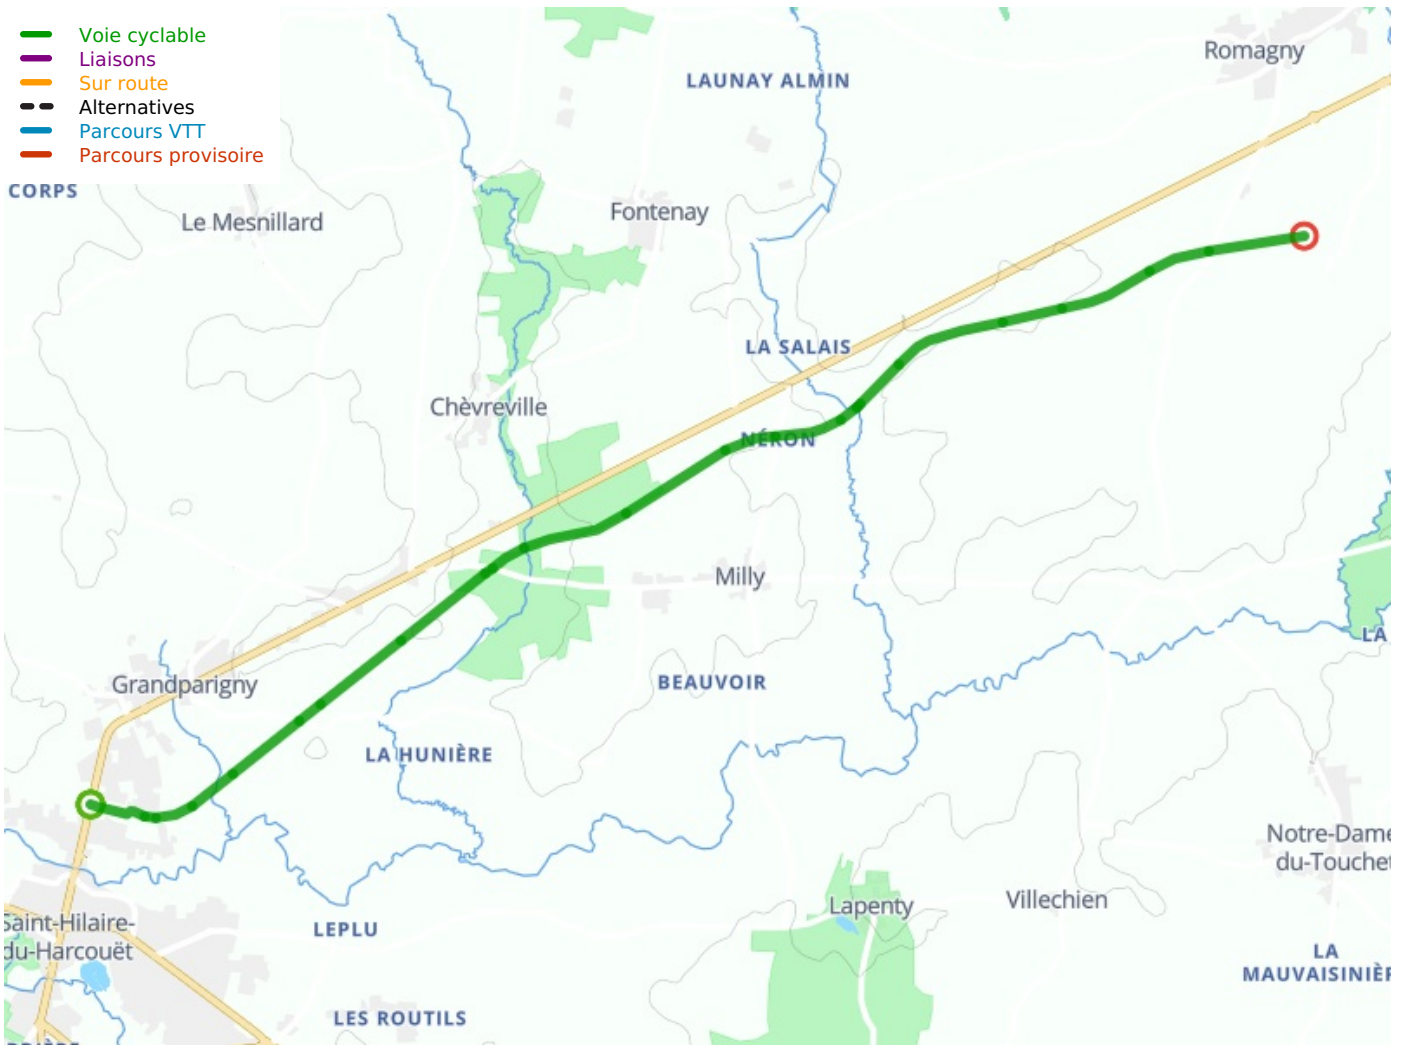 Voie cyclable
Liaisons
Sur route
Alternatives
Parcours VTT
Parcours provisoire
Romagny
LAUNAY ALMIN
CORPS
Le Mesnillard
Fontenay
LA SALAIS
Chèvreville
NÉRON
Milly
LA
Grandparigny
BEAUVOIR
LA HUNIÈRE
Notre-Dame
du-Touchet
Villechien
Lapenty
Saint-Hilaire-
du-Harcouët
LEPLU
LA
MAUVAISINIÈR
LES ROUTILS